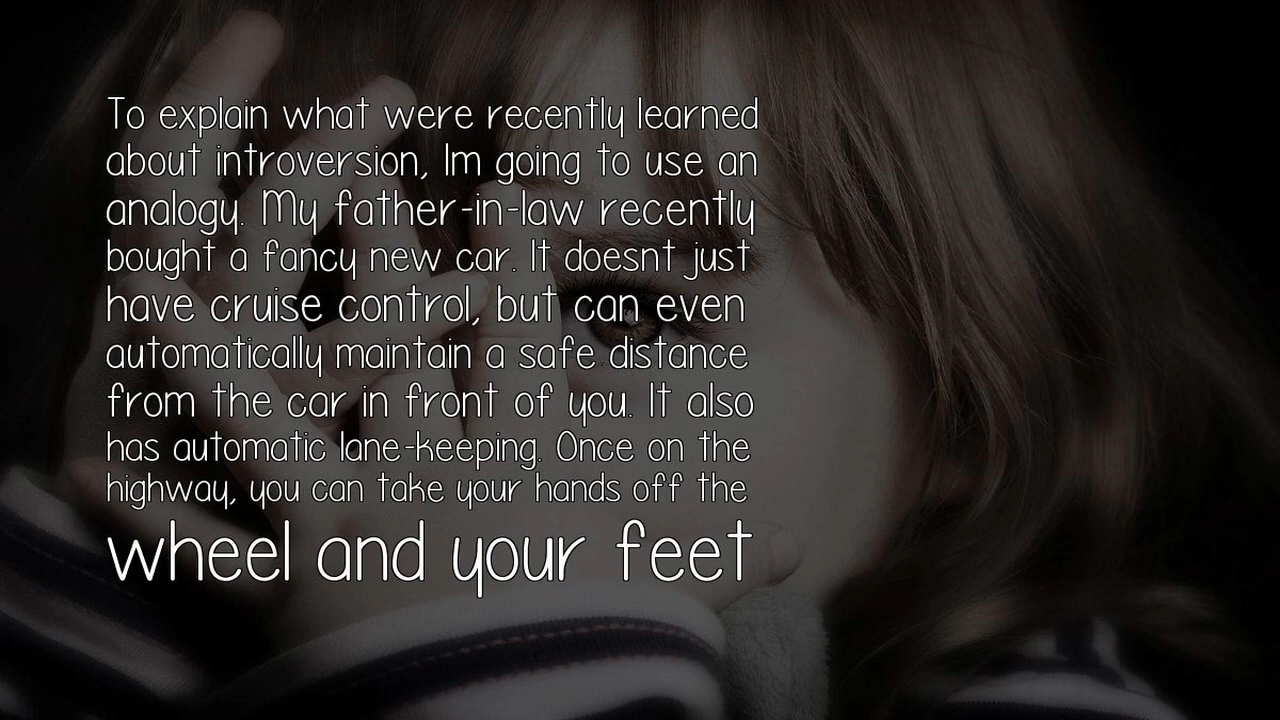 To explain what were recently learned
about introversion, Im going to use an
analogy. My father-in-law recently
bought a fancy new car. It doesnt just
have cruise control, but can even
automatically maintain a safe distance
from the car in front of you. It also
has automatic lane-keeping. Once on the
highway, you can take your hands off the
wheel and your feet